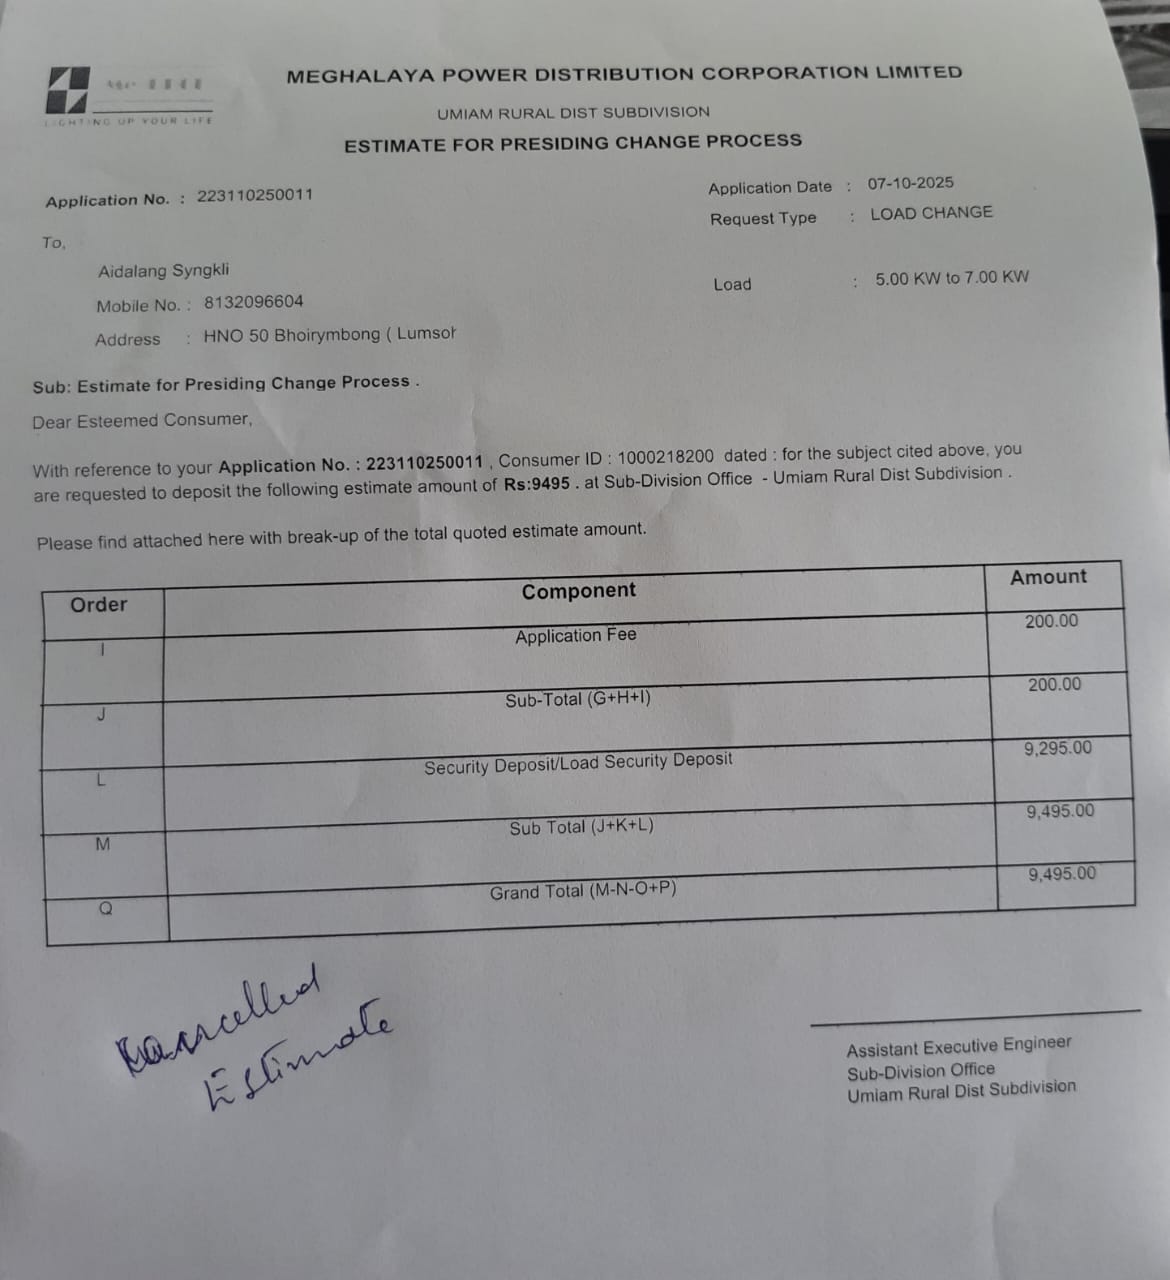 LIGHTING UP YOUR LIFE
MEGHALAYA POWER DISTRIBUTION CORPORATION LIMITED
UMIAM RURAL DIST SUBDIVISION
ESTIMATE FOR PRESIDING CHANGE PROCESS
Application No. : 223110250011
Application Date : 07-10-2025
Request Type : LOAD CHANGE
To,
Aidalang Syngkli
Mobile No. : 8132096604
Load : 5.00 KW to 7.00 KW
Address : HNO 50 Bhoirymbong ( Lumsor
Sub: Estimate for Presiding Change Process .
Dear Esteemed Consumer,
With reference to your Application No. : 223110250011 , Consumer ID : 1000218200 dated : for the subject cited above, you
are requested to deposit the following estimate amount of Rs:9495 . at Sub-Division Office - Umiam Rural Dist Subdivision .
Please find attached here with break-up of the total quoted estimate amount.
Order Component Amount
I Application Fee 200.00
J Sub-Total (G+H+I) 200.00
L Security Deposit/Load Security Deposit 9,295.00
M Sub Total (J+K+L) 9,495.00
Q Grand Total (M-N-O+P) 9,495.00
Cancelled
Estimate
Assistant Executive Engineer
Sub-Division Office
Umiam Rural Dist Subdivision